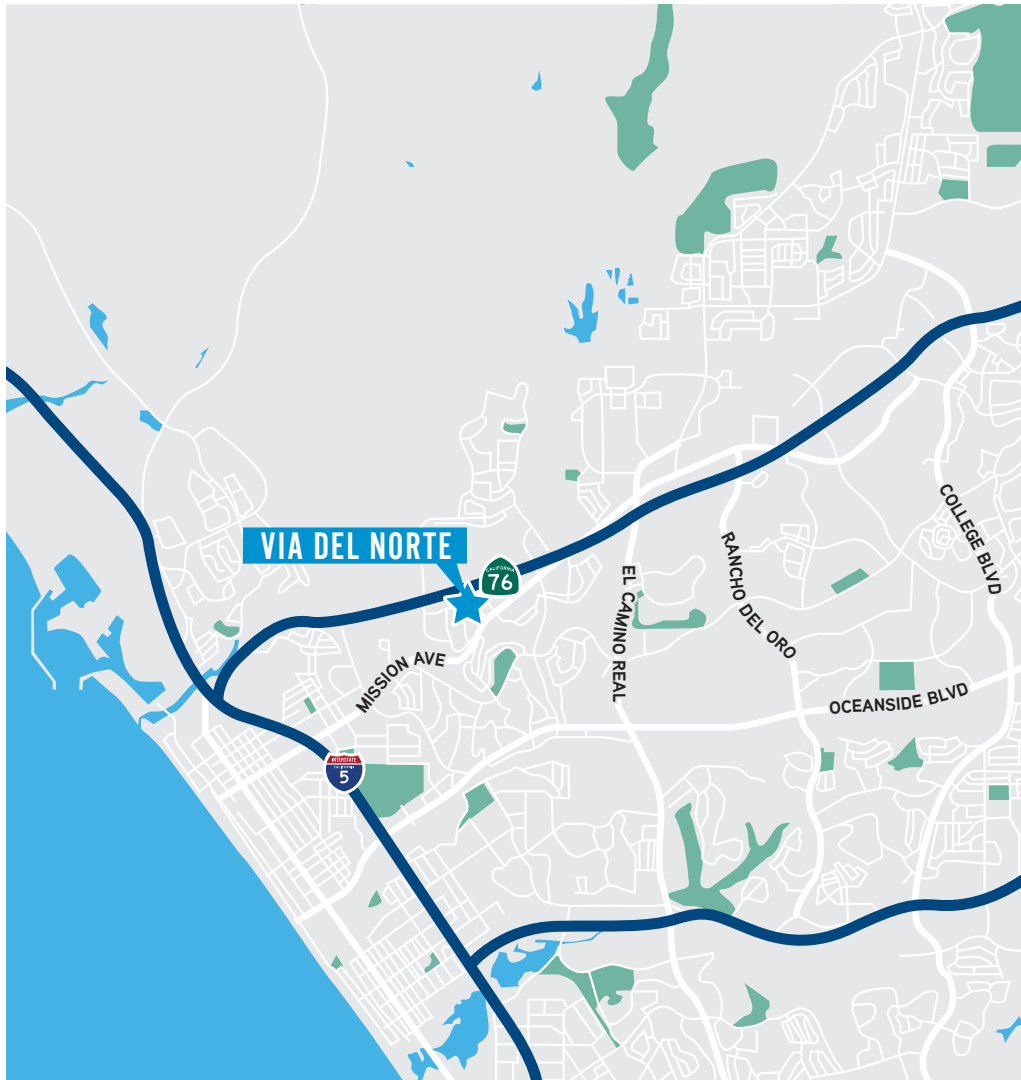 COLLEGE BLVD
VIA DEL NORTE
CALIFORNIA
76
RANCHO DEL ORO
EL CAMINO REAL
MISSION AVE
OCEANSIDE BLVD
INTERSTATE
CALIFORNIA
5